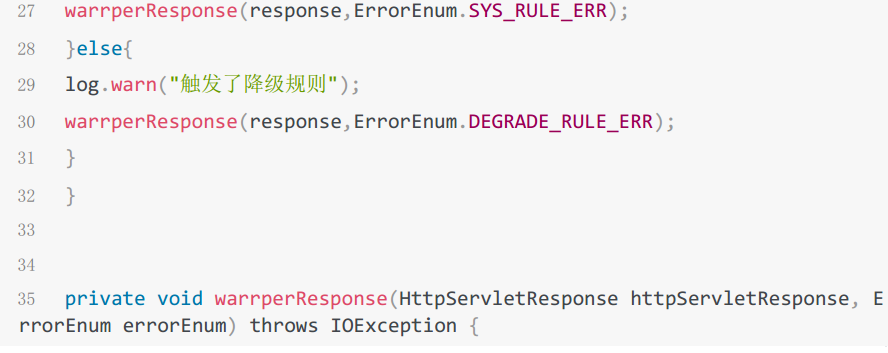 27 warrperResponse(response,ErrorEnum.SYS_RULE_ERR);
28 }else{
29 log.warn("触发了降级规则");
30 warrperResponse(response,ErrorEnum.DEGRADE_RULE_ERR);
31 }
32 }
33
34
35 private void warrperResponse(HttpServletResponse httpServletResponse, E
rrorEnum errorEnum) throws IOException {